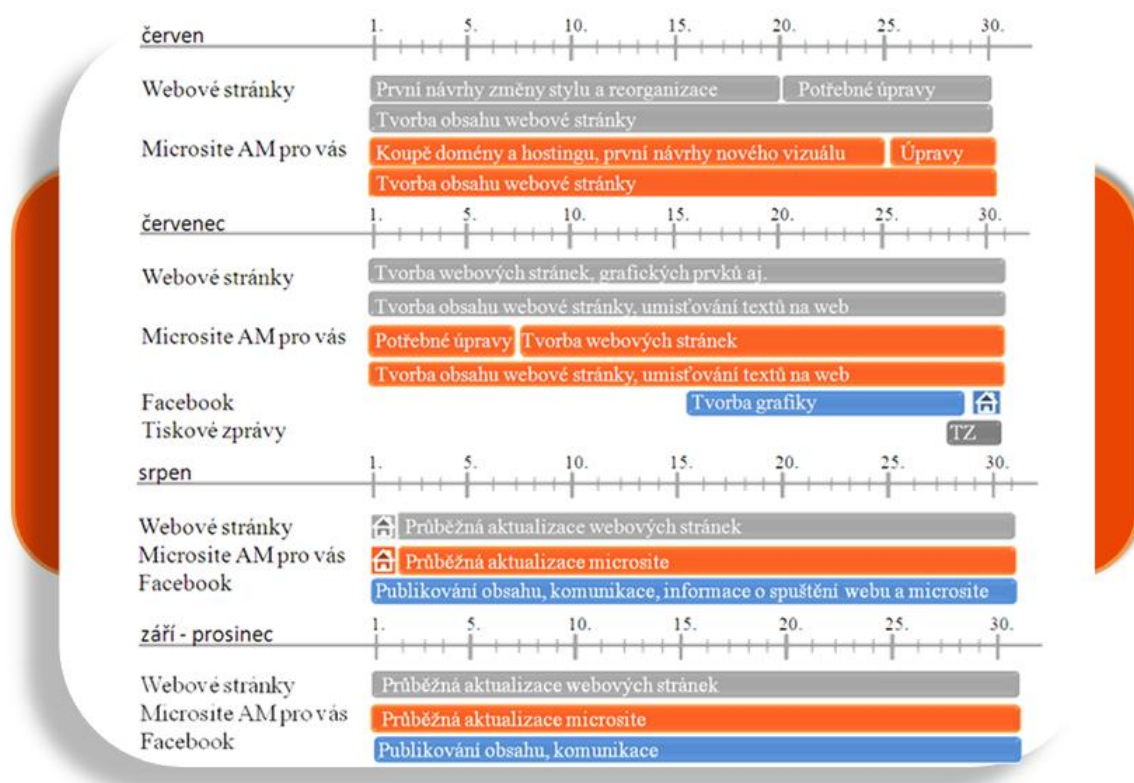 červen
1. 5. 10. 15. 20. 25. 30.
Webové stránky
První návrhy změny stylu a reorganizace
Potřebné úpravy
Tvorba obsahu webové stránky
Microsite AM pro vás
Koupě domény a hostingu, první návrhy nového vizuálu
Úpravy
Tvorba obsahu webové stránky
červenec
1. 5. 10. 15. 20. 25. 30.
Webové stránky
Tvorba webových stránek, grafických prvků aj.
Tvorba obsahu webové stránky, umisťování textů na web
Microsite AM pro vás
Potřebné úpravy
Tvorba webových stránek
Tvorba obsahu webové stránky, umisťování textů na web
Facebook
Tvorba grafiky
Tiskové zprávy
TZ
srpen
1. 5. 10. 15. 20. 25. 30.
Webové stránky
Průběžná aktualizace webových stránek
Microsite AM pro vás
Průběžná aktualizace microsite
Facebook
Publikování obsahu, komunikace, informace o spuštění webu a microsite
září - prosinec
1. 5. 10. 15. 20. 25. 30.
Webové stránky
Průběžná aktualizace webových stránek
Microsite AM pro vás
Průběžná aktualizace microsite
Facebook
Publikování obsahu, komunikace